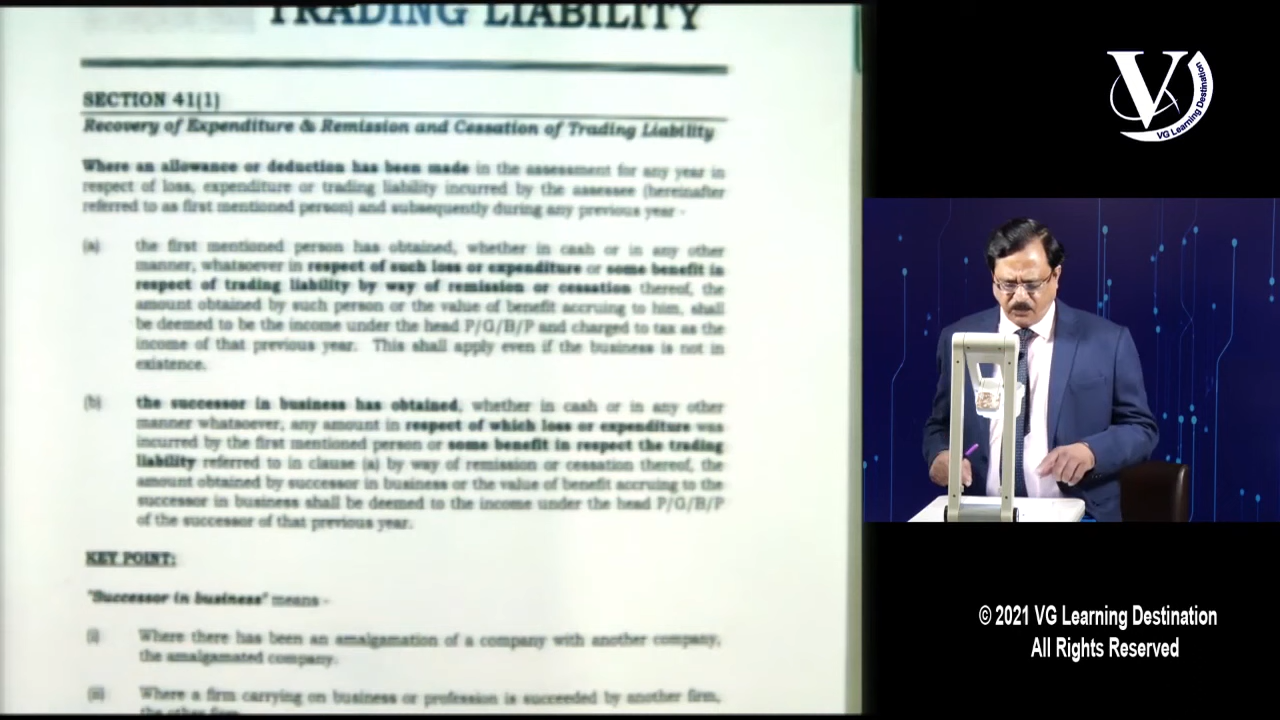 TRADING LIABILITY
SECTION 41(1)
Recovery of Expenditure & Remission and Cessation of Trading Liability
Where an allowance or deduction has been made in the assessment for any year in
respect of loss, expenditure or trading liability incurred by the assessee (hereinafter
referred to as first mentioned person) and subsequently during any previous year -
(a) the first mentioned person has obtained, whether in cash or in any other
manner, whatsoever in respect of such loss or expenditure or some benefit in
respect of trading liability by way of remission or cessation thereof, the
amount obtained by such person or the value of benefit accruing to him, shall
be deemed to be the income under the head P/G/B/P and charged to tax as the
income of that previous year. This shall apply even if the business is not in
existence.
(b) the successor in business has obtained, whether in cash or in any other
manner whatsoever, any amount in respect of which loss or expenditure was
incurred by the first mentioned person or some benefit in respect the trading
liability referred to in clause (a) by way of remission or cessation thereof, the
amount obtained by successor in business or the value of benefit accruing to the
successor in business shall be deemed to the income under the head P/G/B/P
of the successor of that previous year.
KEY POINT:
"Successor in business" means -
(i) Where there has been an amalgamation of a company with another company,
the amalgamated company.
(ii) Where a firm carrying on business or profession is succeeded by another firm,
the other firm.
V
VG Learning Destination
© 2021 VG Learning Destination
All Rights Reserved